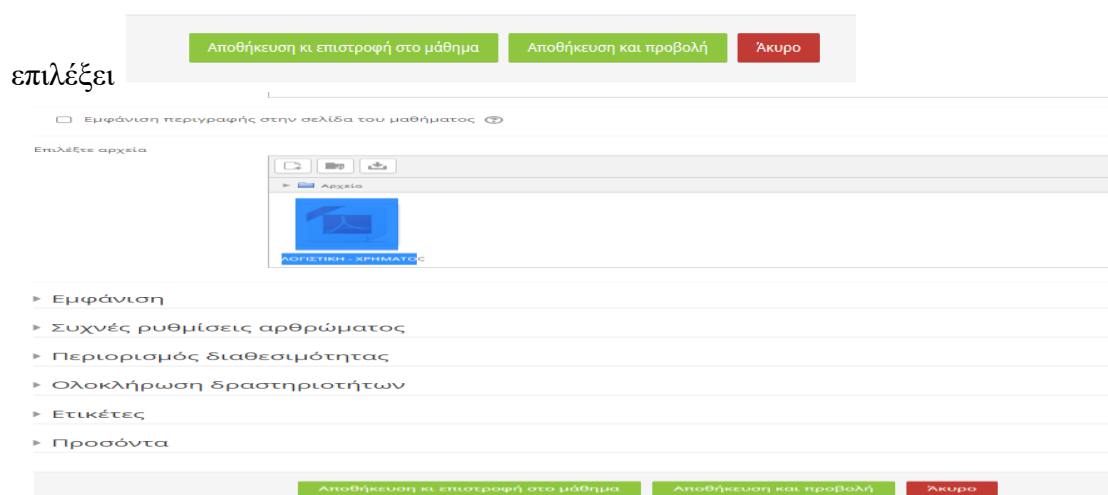 Αποθήκευση κι επιστροφή στο μάθημα Αποθήκευση και προβολή Άκυρο
επιλέξει
Εμφάνιση περιγραφής στην σελίδα του μαθήματος
Επιλέξτε αρχεία
Αρχεία
ΛΟΓΙΣΤΙΚΗ - ΧΡΗΜΑΤΟΣ
Εμφάνιση
Συχνές ρυθμίσεις αρθρώματος
Περιορισμός διαθεσιμότητας
Ολοκλήρωση δραστηριοτήτων
Ετικέτες
Προσόντα
Αποθήκευση κι επιστροφή στο μάθημα Αποθήκευση και προβολή Άκυρο